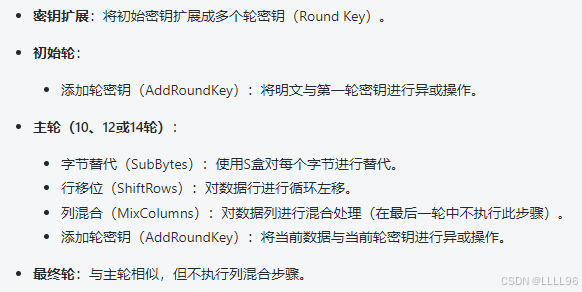 密钥扩展：将初始密钥扩展成多个轮密钥（Round Key）。
初始轮：
添加轮密钥（AddRoundKey）：将明文与第一轮密钥进行异或操作。
主轮（10、12或14轮）：
字节替代（SubBytes）：使用S盒对每个字节进行替代。
行移位（ShiftRows）：对数据行进行循环左移。
列混合（MixColumns）：对数据列进行混合处理（在最后一轮中不执行此步骤）。
添加轮密钥（AddRoundKey）：将当前数据与当前轮密钥进行异或操作。
最终轮：与主轮相似，但不执行列混合步骤。
CSDN @LLLL96